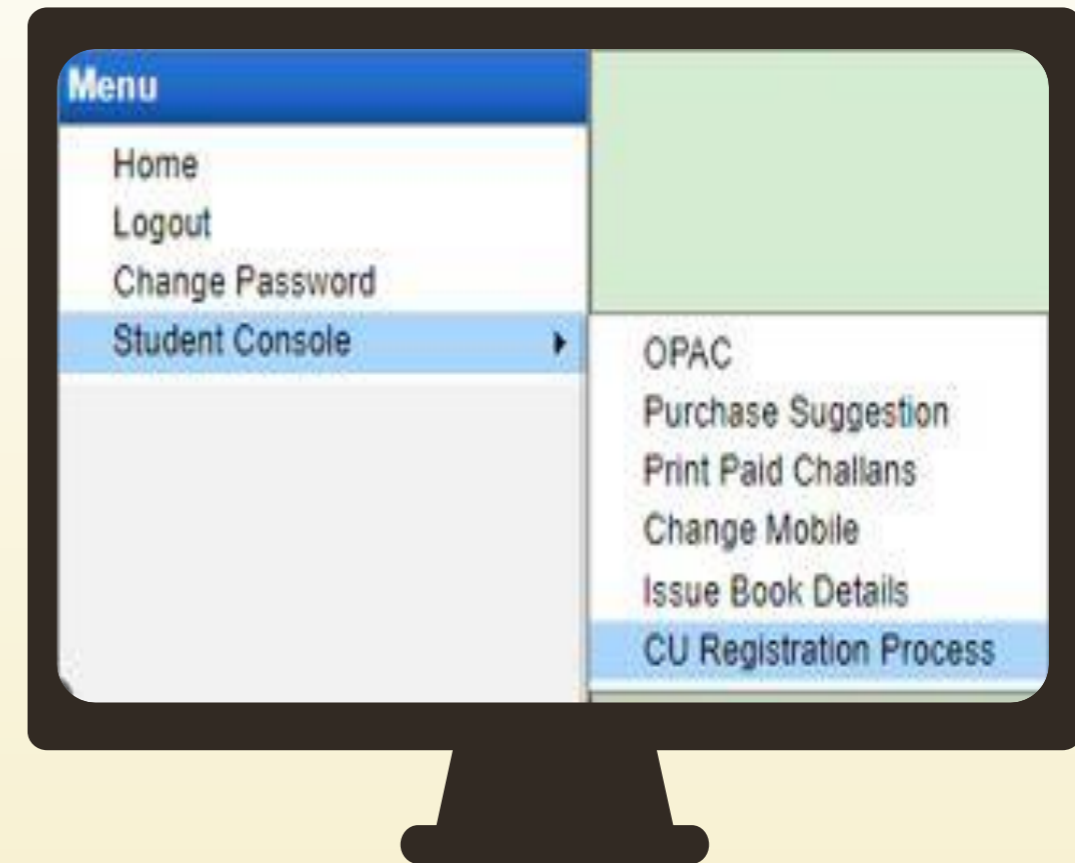 Menu
Home
Logout
Change Password
Student Console
OPAC
Purchase Suggestion
Print Paid Challans
Change Mobile
Issue Book Details
CU Registration Process